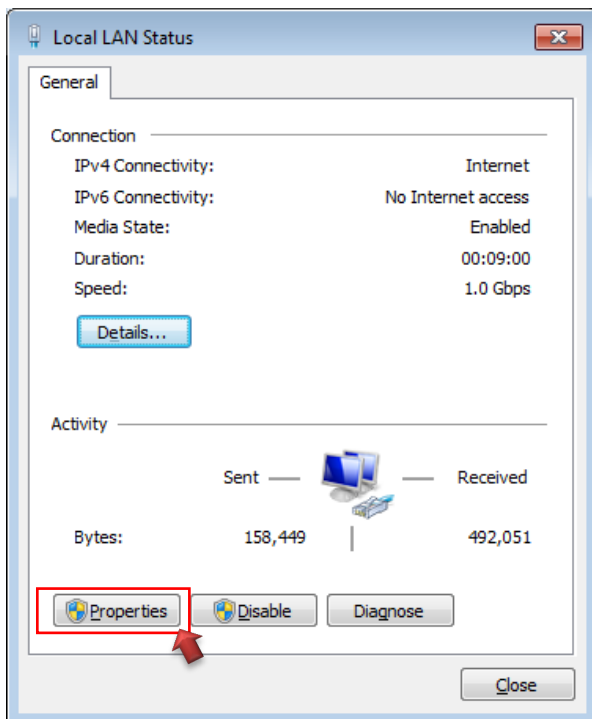 Local LAN Status
General
Connection
IPv4 Connectivity: Internet
IPv6 Connectivity: No Internet access
Media State: Enabled
Duration: 00:09:00
Speed: 1.0 Gbps
Details...
Activity
Sent Received
Bytes: 158,449 492,051
Properties Disable Diagnose
Close